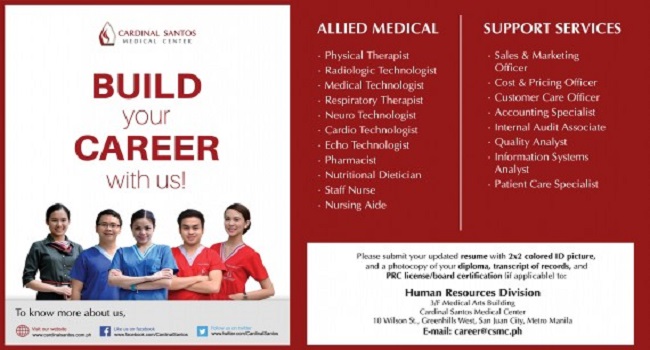 CARDINAL SANTOS
MEDICAL CENTER
BUILD
your
CAREER
with us!
To know more about us,
Visit our website
www.cardinalsantos.com.ph
Like us on facebook
www.facebook.com/CardinalSantos
Follow us on twitter
www.twitter.com/CardinalSantos
ALLIED MEDICAL
· Physical Therapist
· Radiologic Technologist
· Medical Technologist
· Respiratory Therapist
· Neuro Technologist
· Cardio Technologist
· Echo Technologist
· Pharmacist
· Nutritional Dietician
· Staff Nurse
· Nursing Aide
SUPPORT SERVICES
· Sales & Marketing
Officer
· Cost & Pricing Officer
· Customer Care Officer
· Accounting Specialist
· Internal Audit Associate
· Quality Analyst
· Information Systems
Analyst
· Patient Care Specialist
Please submit your updated resume with 2x2 colored ID picture,
and a photocopy of your diploma, transcript of records, and
PRC license/board certification (if applicable) to:
Human Resources Division
3/F Medical Arts Building
Cardinal Santos Medical Center
10 Wilson St., Greenhills West, San Juan City, Metro Manila
E-mail: career@csmc.ph